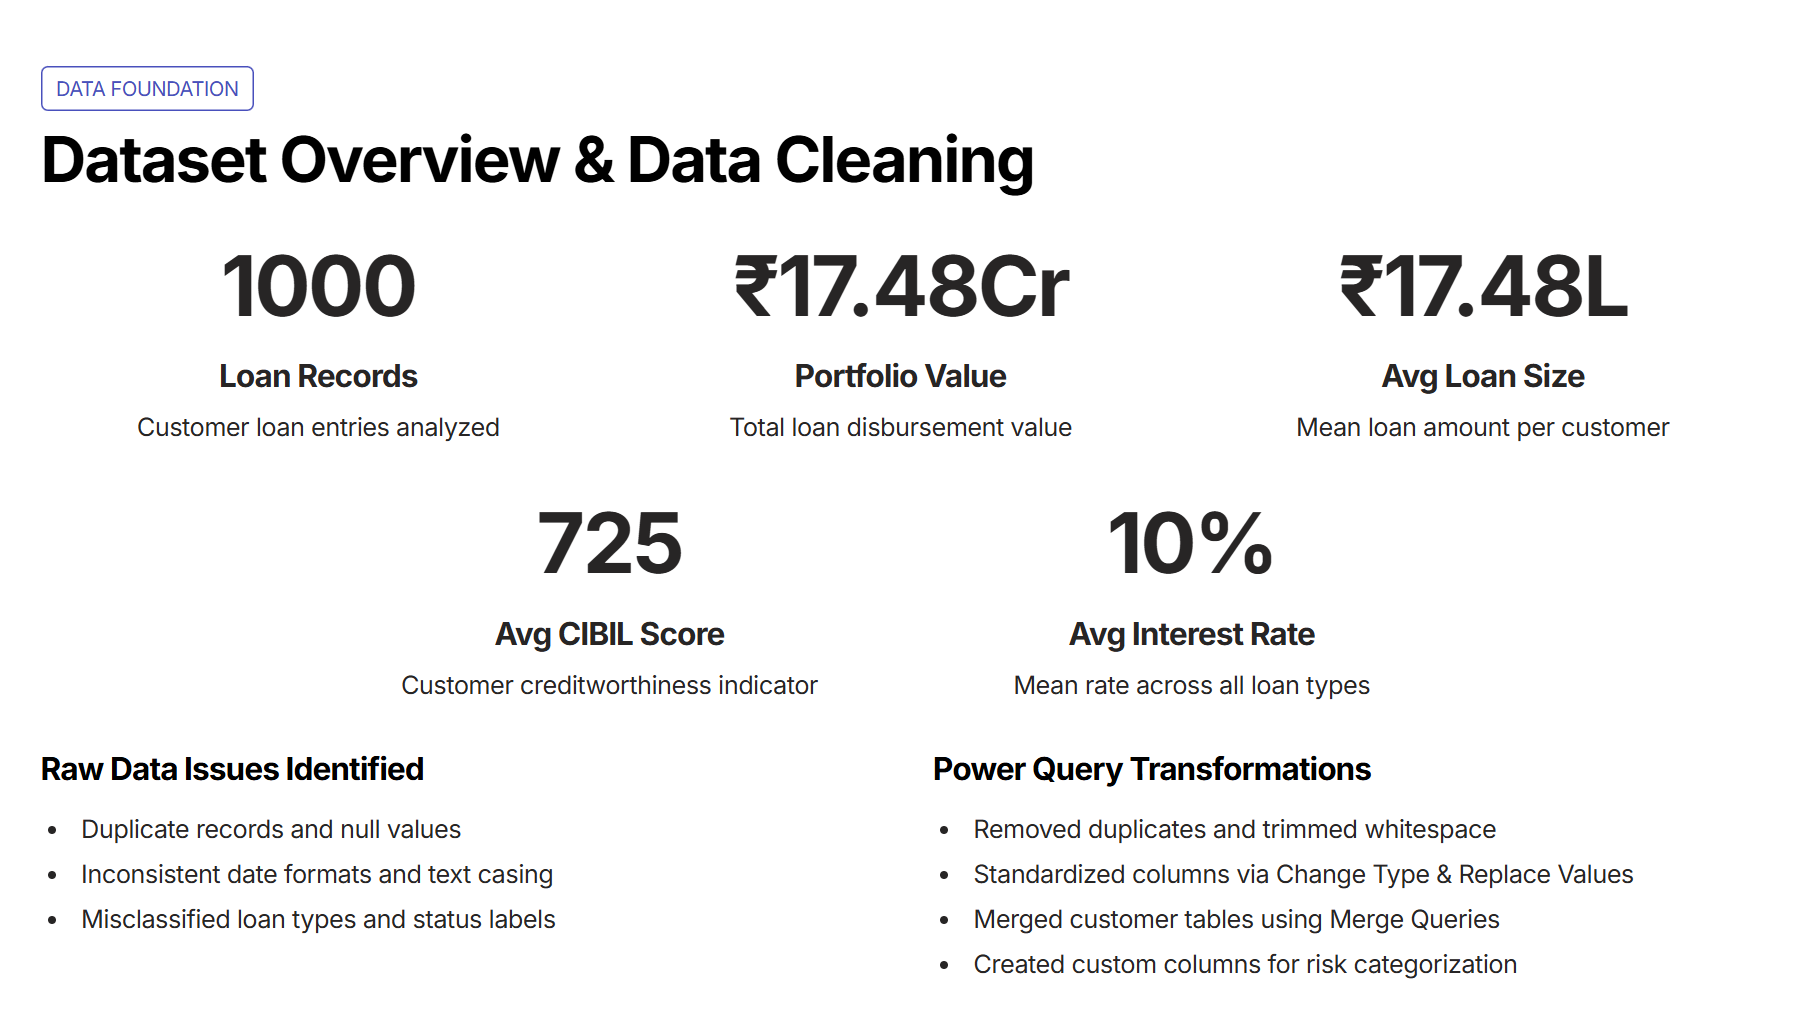 DATA FOUNDATION
Dataset Overview & Data Cleaning
1000
Loan Records
Customer loan entries analyzed
₹17.48Cr
Portfolio Value
Total loan disbursement value
₹17.48L
Avg Loan Size
Mean loan amount per customer
725
Avg CIBIL Score
Customer creditworthiness indicator
10%
Avg Interest Rate
Mean rate across all loan types
Raw Data Issues Identified
• Duplicate records and null values
• Inconsistent date formats and text casing
• Misclassified loan types and status labels
Power Query Transformations
• Removed duplicates and trimmed whitespace
• Standardized columns via Change Type & Replace Values
• Merged customer tables using Merge Queries
• Created custom columns for risk categorization